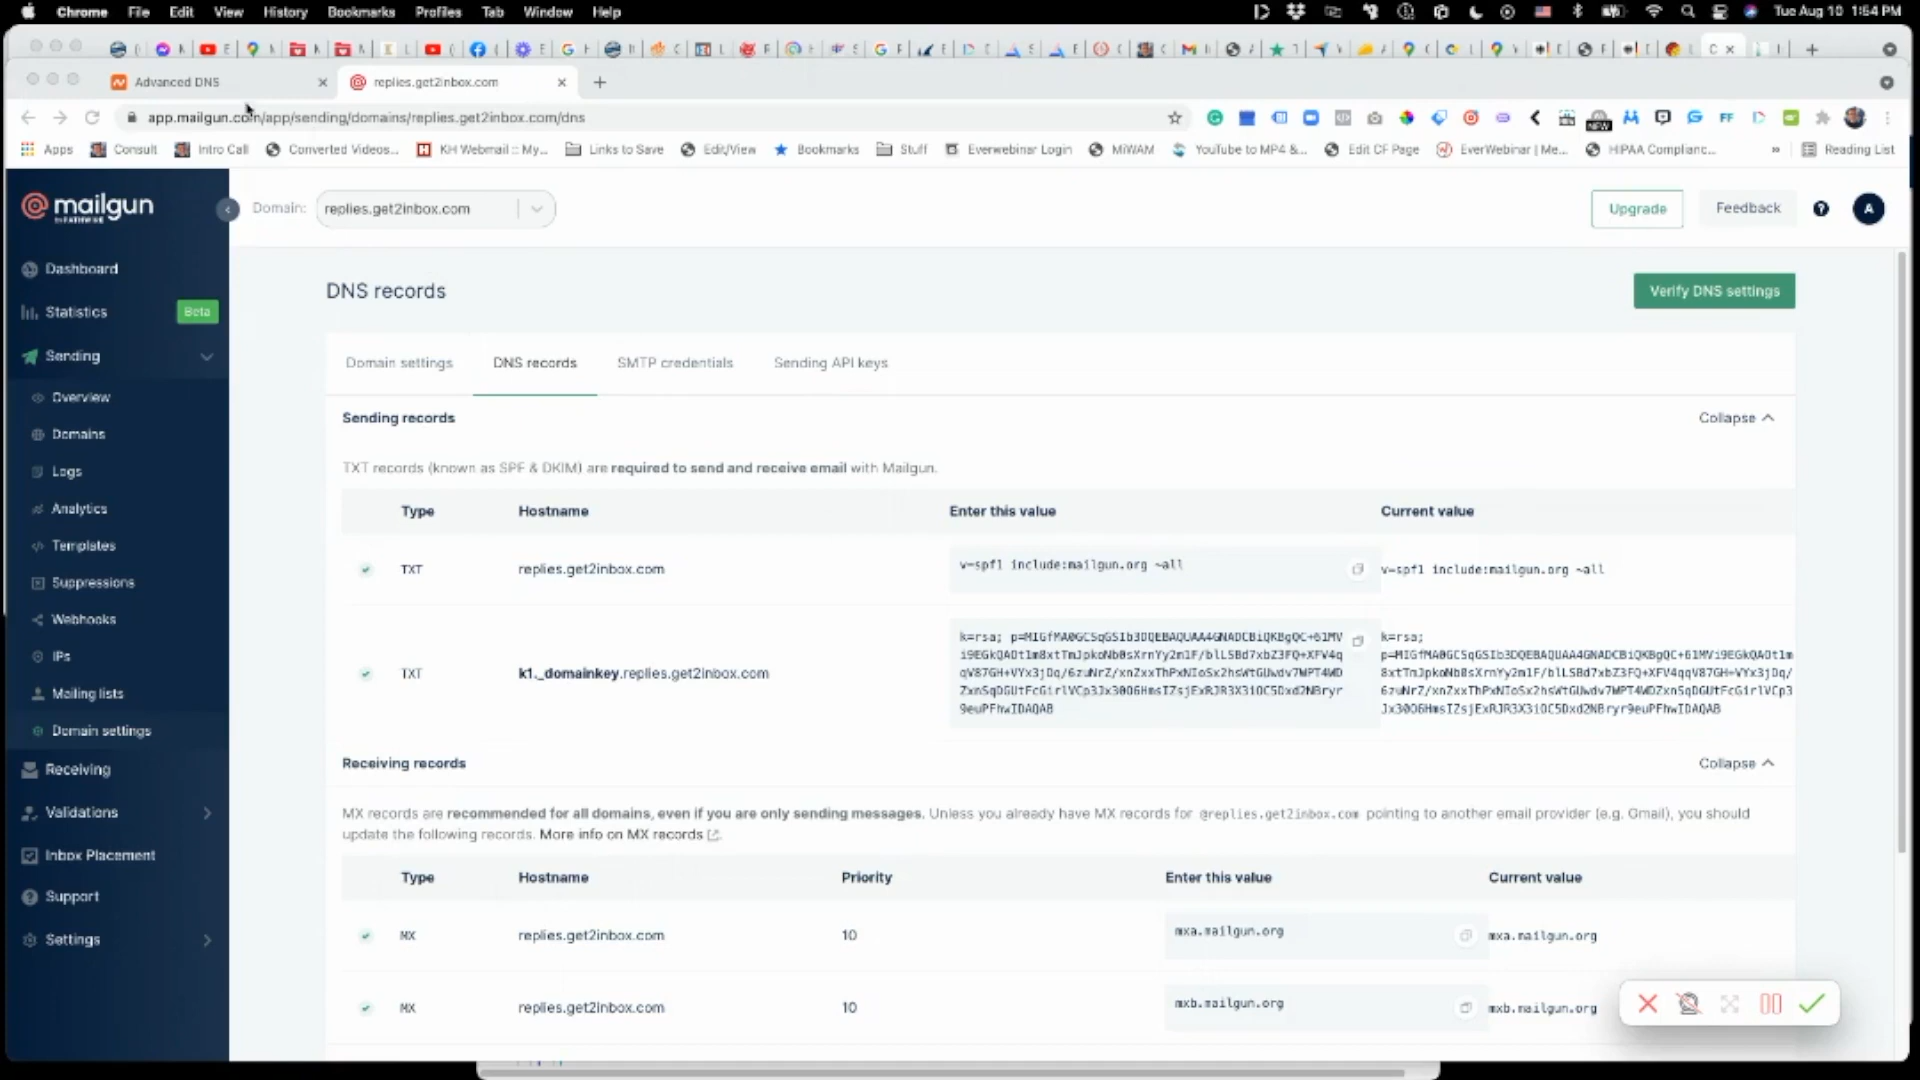 Chrome File Edit View History Bookmarks Profiles Tab Window Help Tue Aug 10 1:54 PM
Advanced DNS replies.get2inbox.com
app.mailgun.com/app/sending/domains/replies.get2inbox.com/dns
Apps Consult Intro Call Converted Videos... KH Webmail :: My... Links to Save Edit/View Bookmarks Stuff Everwebinar Login MiWAM YouTube to MP4 &... Edit CF Page EverWebinar | Me... HIPAA Complianc... » Reading List
mailgun
Domain: replies.get2inbox.com
Upgrade Feedback A
Dashboard
Statistics Beta
Sending
Overview
Domains
Logs
Analytics
Templates
Suppressions
Webhooks
IPs
Mailing lists
Domain settings
Receiving
Validations
Inbox Placement
Support
Settings
DNS records
Verify DNS settings
Domain settings DNS records SMTP credentials Sending API keys
Sending records Collapse
TXT records (known as SPF & DKIM) are required to send and receive email with Mailgun.
Type Hostname Enter this value Current value
TXT replies.get2inbox.com v=spf1 include:mailgun.org ~all v=spf1 include:mailgun.org ~all
TXT k1._domainkey.replies.get2inbox.com
k=rsa;
k=rsa;
Receiving records Collapse
MX records are recommended for all domains, even if you are only sending messages. Unless you already have MX records for @replies.get2inbox.com pointing to another email provider (e.g. Gmail), you should
update the following records. More info on MX records
Type Hostname Priority Enter this value Current value
MX replies.get2inbox.com 10 mxa.mailgun.org mxa.mailgun.org
MX replies.get2inbox.com 10 mxb.mailgun.org mxb.mailgun.org